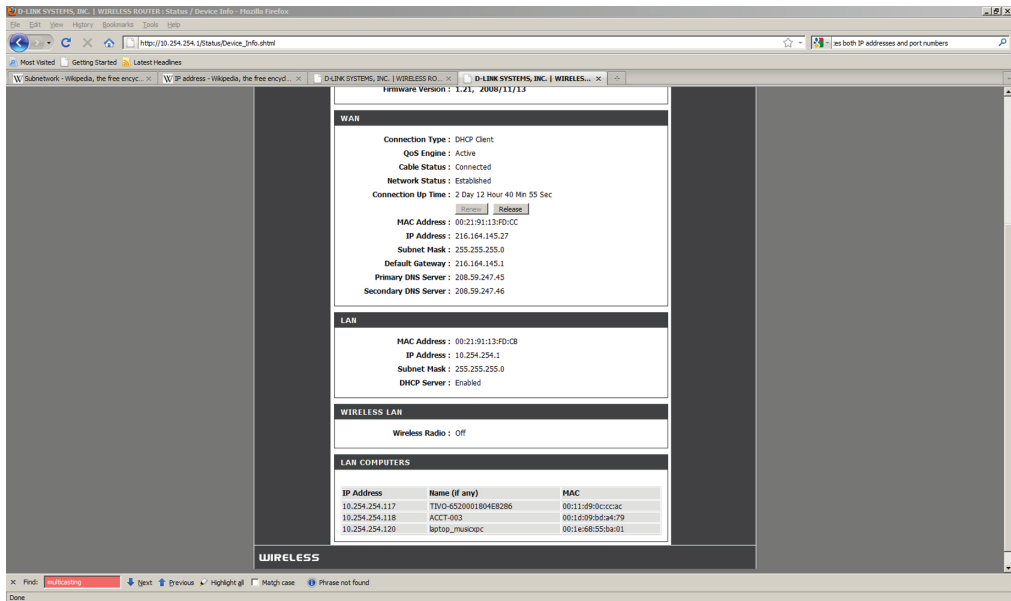 D-LINK SYSTEMS, INC. | WIRELESS ROUTER : Status / Device Info - Mozilla Firefox
File Edit View History Bookmarks Tools Help
http://10.254.254.1/Status/Device_Info.shtml
:es both IP addresses and port numbers
Most Visited Getting Started Latest Headlines
Subnetwork - Wikipedia, the free encyc... IP address - Wikipedia, the free encycl... D-LINK SYSTEMS, INC. | WIRELESS RO... D-LINK SYSTEMS, INC. | WIRELES...
Firmware Version : 1.21, 2008/11/13
WAN
Connection Type : DHCP Client
QoS Engine : Active
Cable Status : Connected
Network Status : Established
Connection Up Time : 2 Day 12 Hour 40 Min 55 Sec
Renew Release
MAC Address : 00:21:91:13:FD:CC
IP Address : 216.164.145.27
Subnet Mask : 255.255.255.0
Default Gateway : 216.164.145.1
Primary DNS Server : 208.59.247.45
Secondary DNS Server : 208.59.247.46
LAN
MAC Address : 00:21:91:13:FD:CB
IP Address : 10.254.254.1
Subnet Mask : 255.255.255.0
DHCP Server : Enabled
WIRELESS LAN
Wireless Radio : Off
LAN COMPUTERS
IP Address Name (if any) MAC
10.254.254.117 TIVO-6520001804E8286 00:11:d9:0c:cc:ac
10.254.254.118 ACCT-003 00:1d:09:bd:a4:79
10.254.254.120 laptop_musicxpc 00:1e:68:55:ba:01
WIRELESS
Find: multicasting Next Previous Highlight all Match case Phrase not found
Done